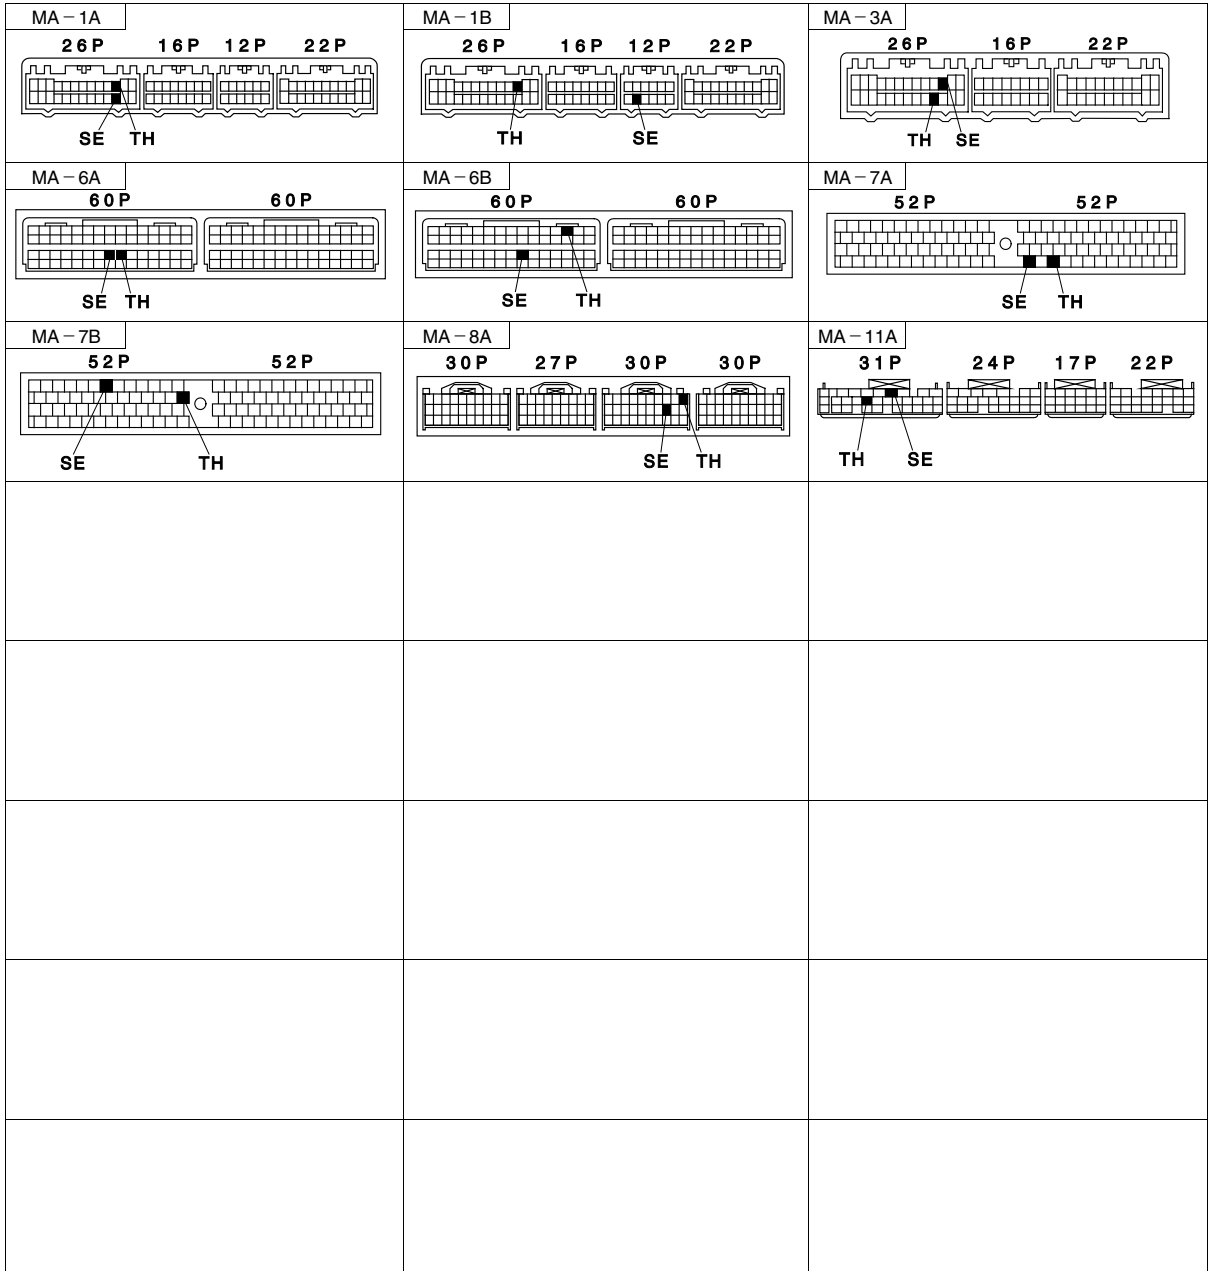 MA－1A
26P 16P 12P 22P
SE TH
MA－1B
26P 16P 12P 22P
TH SE
MA－3A
26P 16P 22P
TH SE
MA－6A
60P 60P
SE TH
MA－6B
60P 60P
SE TH
MA－7A
52P 52P
SE TH
MA－7B
52P 52P
SE TH
MA－8A
30P 27P 30P 30P
SE TH
MA－11A
31P 24P 17P 22P
TH SE